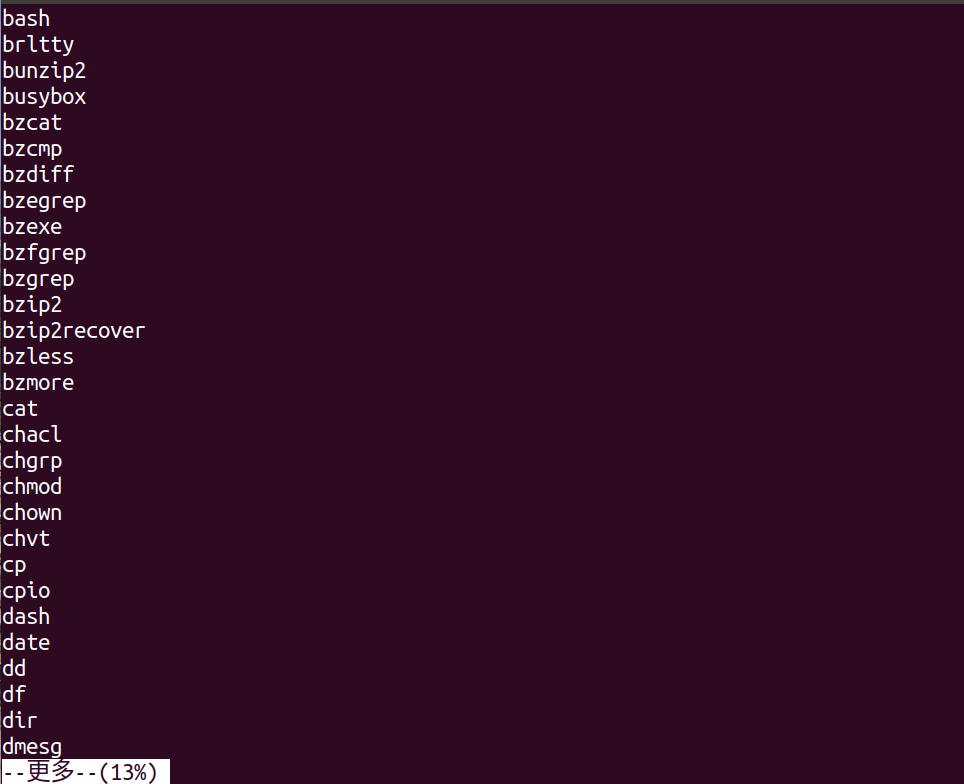 bash
brltty
bunzip2
busybox
bzcat
bzcmp
bzdiff
bzegrep
bzexe
bzfgrep
bzgrep
bzip2
bzip2recover
bzless
bzmore
cat
chacl
chgrp
chmod
chown
chvt
cp
cpio
dash
date
dd
df
dir
dmesg
--更多--(13%)